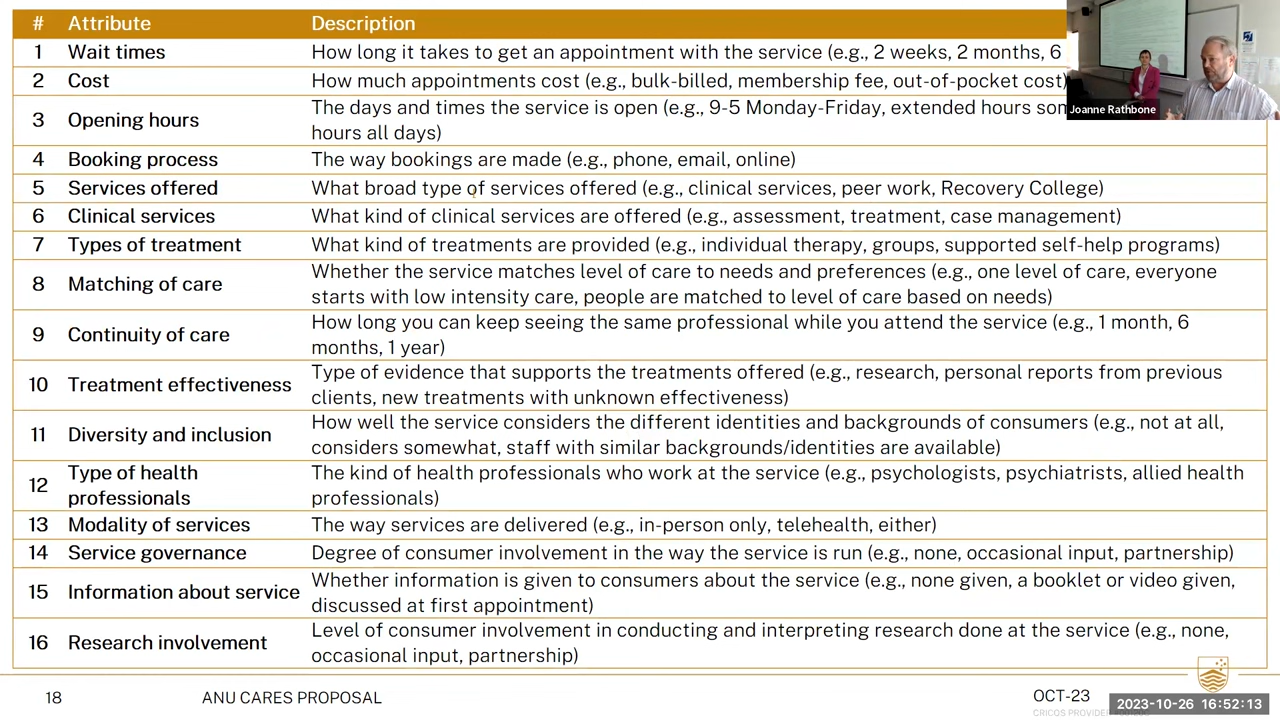 # Attribute Description
1 Wait times How long it takes to get an appointment with the service (e.g., 2 weeks, 2 months, 6
2 Cost How much appointments cost (e.g., bulk-billed, membership fee, out-of-pocket cost)
3 Opening hours The days and times the service is open (e.g., 9-5 Monday-Friday, extended hours
hours all days)
4 Booking process The way bookings are made (e.g., phone, email, online)
5 Services offered What broad type of services offered (e.g., clinical services, peer work, Recovery College)
6 Clinical services What kind of clinical services are offered (e.g., assessment, treatment, case management)
7 Types of treatment What kind of treatments are provided (e.g., individual therapy, groups, supported self-help programs)
8 Matching of care Whether the service matches level of care to needs and preferences (e.g., one level of care, everyone
starts with low intensity care, people are matched to level of care based on needs)
9 Continuity of care How long you can keep seeing the same professional while you attend the service (e.g., 1 month, 6
months, 1 year)
10 Treatment effectiveness Type of evidence that supports the treatments offered (e.g., research, personal reports from previous
clients, new treatments with unknown effectiveness)
11 Diversity and inclusion How well the service considers the different identities and backgrounds of consumers (e.g., not at all,
considers somewhat, staff with similar backgrounds/identities are available)
12 Type of health
professionals The kind of health professionals who work at the service (e.g., psychologists, psychiatrists, allied health
professionals)
13 Modality of services The way services are delivered (e.g., in-person only, telehealth, either)
14 Service governance Degree of consumer involvement in the way the service is run (e.g., none, occasional input, partnership)
15 Information about service Whether information is given to consumers about the service (e.g., none given, a booklet or video given,
discussed at first appointment)
16 Research involvement Level of consumer involvement in conducting and interpreting research done at the service (e.g., none,
occasional input, partnership)
Joanne Rathbone
18 ANU CARES PROPOSAL OCT-23
CRICOS PROVIDER
2023-10-26 16:52:13